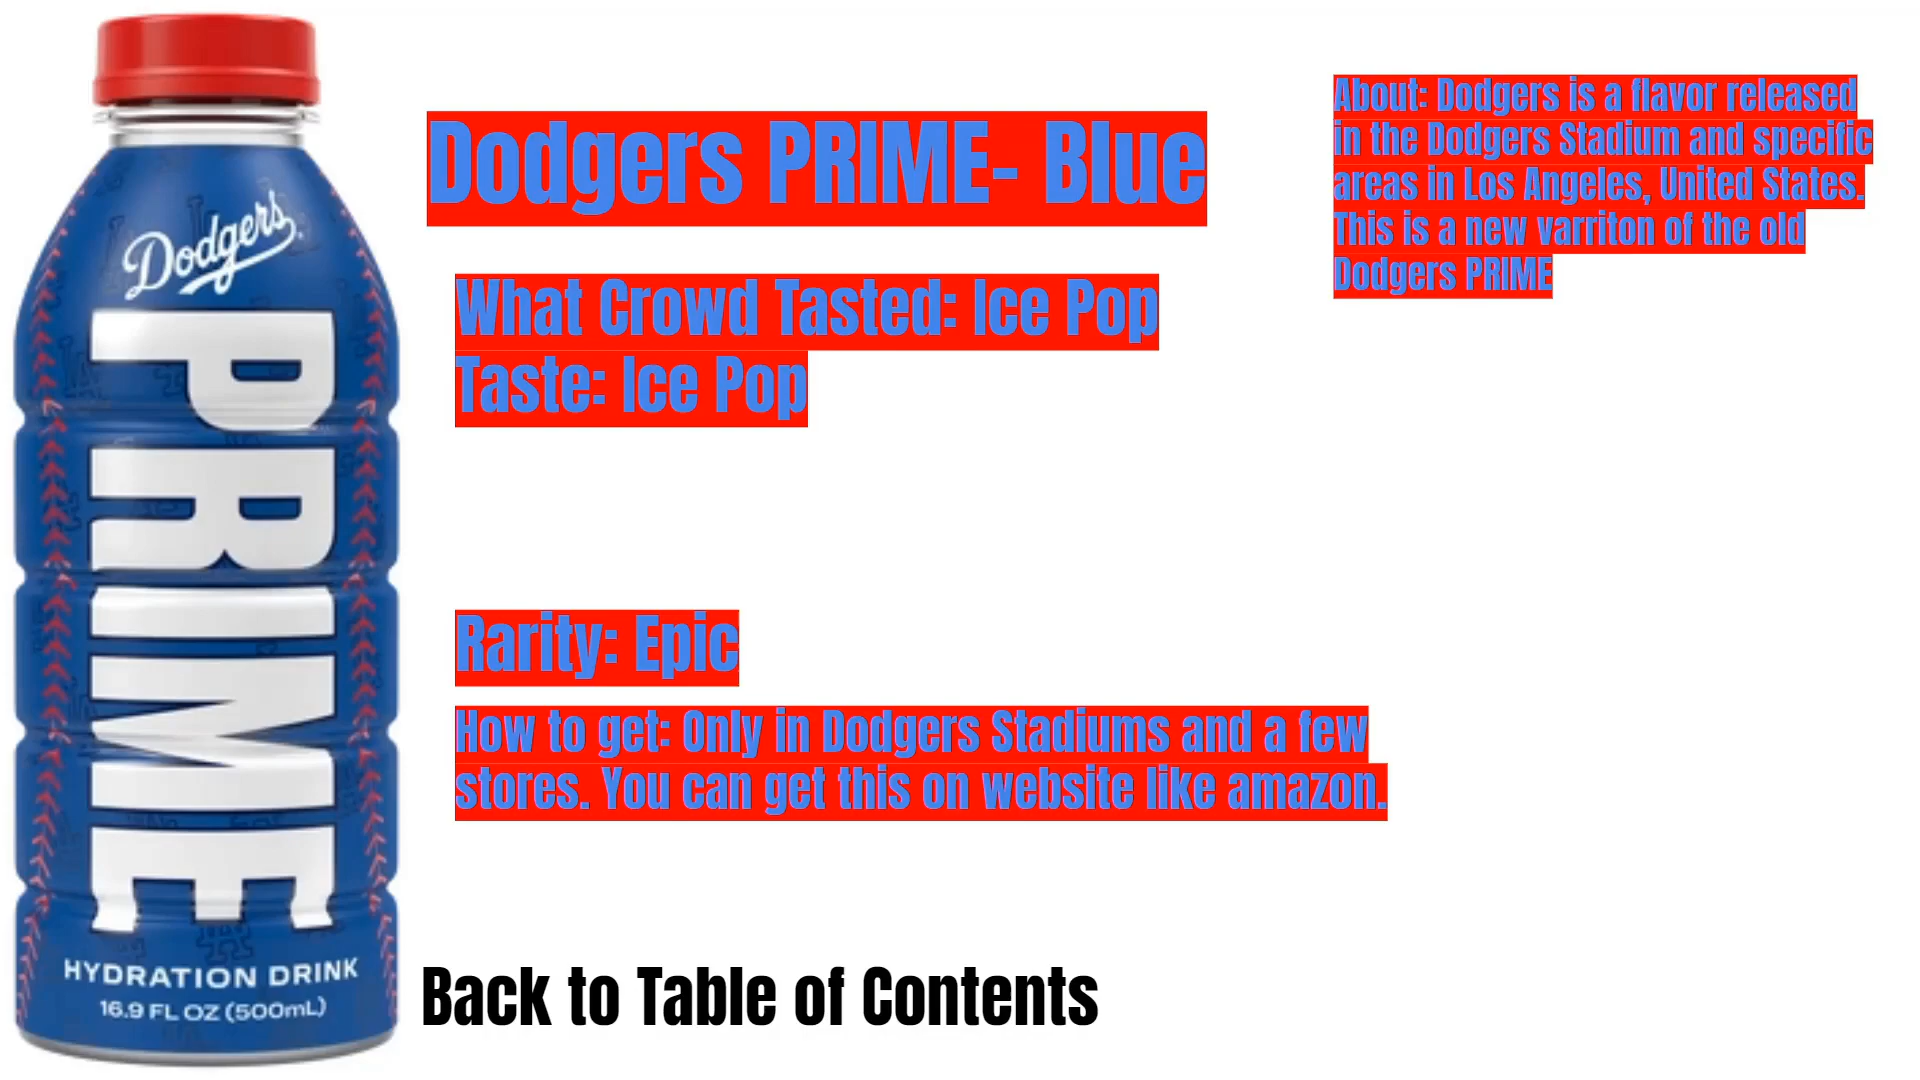 Dodgers
PRIME
HYDRATION DRINK
16.9 FL OZ (500mL)
Dodgers PRIME- Blue
What Crowd Tasted: Ice Pop
Taste: Ice Pop
Rarity: Epic
How to get: Only in Dodgers Stadiums and a few
stores. You can get this on website like amazon.
About: Dodgers is a flavor released
in the Dodgers Stadium and specific
areas in Los Angeles, United States.
This is a new varriton of the old
Dodgers PRIME
Back to Table of Contents